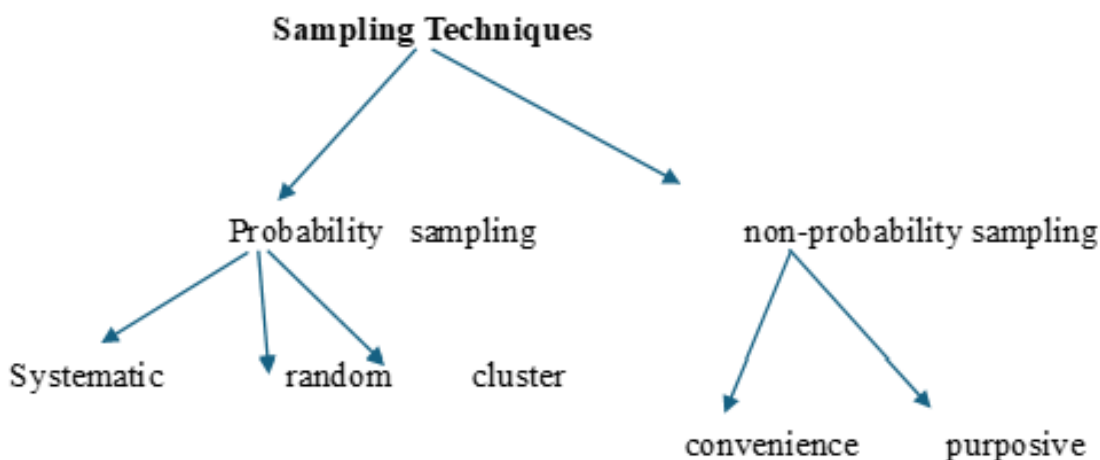 Sampling Techniques
Probability sampling non-probability sampling
Systematic random cluster
convenience purposive